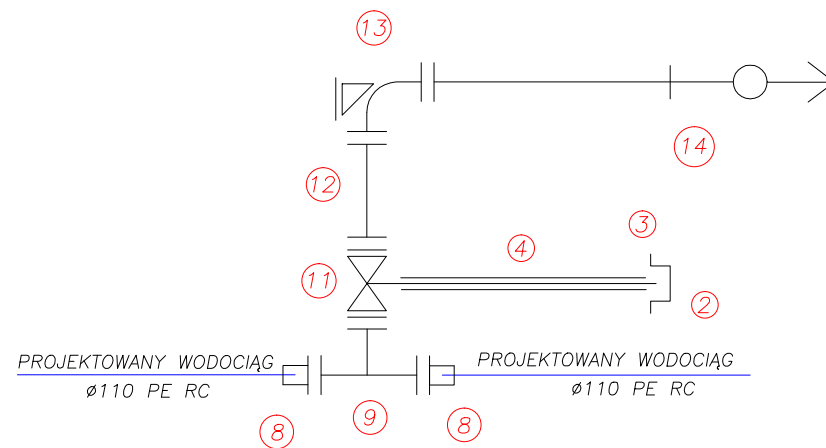 13
14
12
3
4
11
2
PROJEKTOWANY WODOCIĄG
ø110 PE RC
PROJEKTOWANY WODOCIĄG
ø110 PE RC
8
9
8